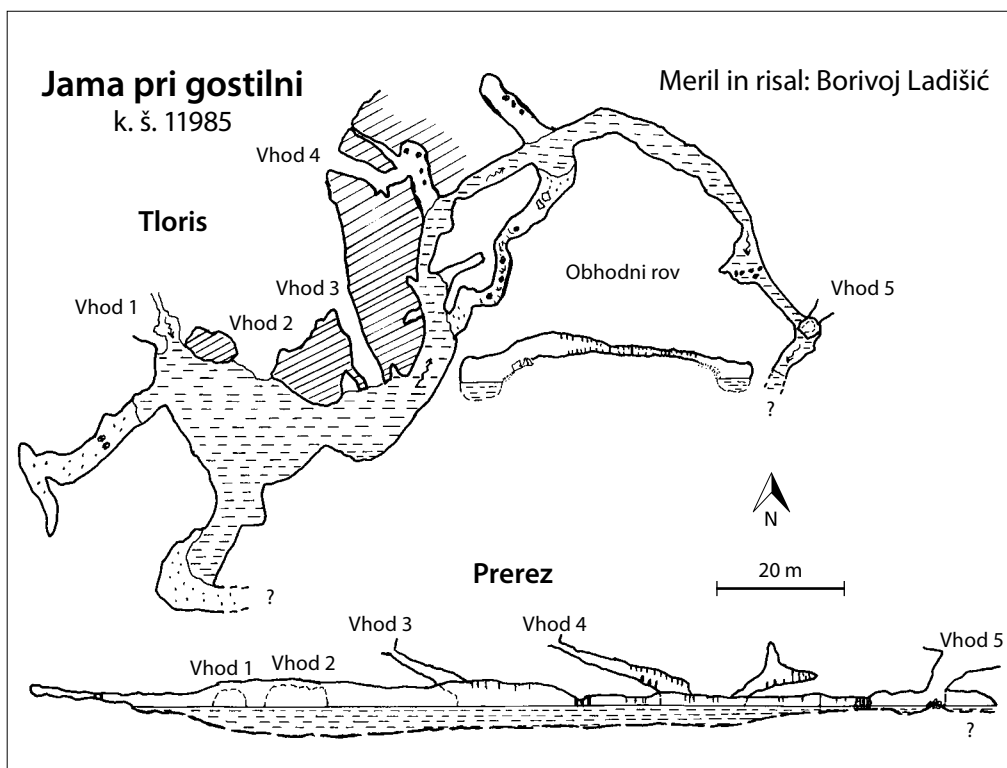 Jama pri gostilni
k. š. 11985
Meril in risal: Borivoj Ladišić
Vhod 4
Tloris
Vhod 3
Vhod 1
Vhod 2
Obhodni rov
Vhod 5
?
N
20 m
?
Prerez
Vhod 3
Vhod 4
Vhod 5
Vhod 1
Vhod 2
?